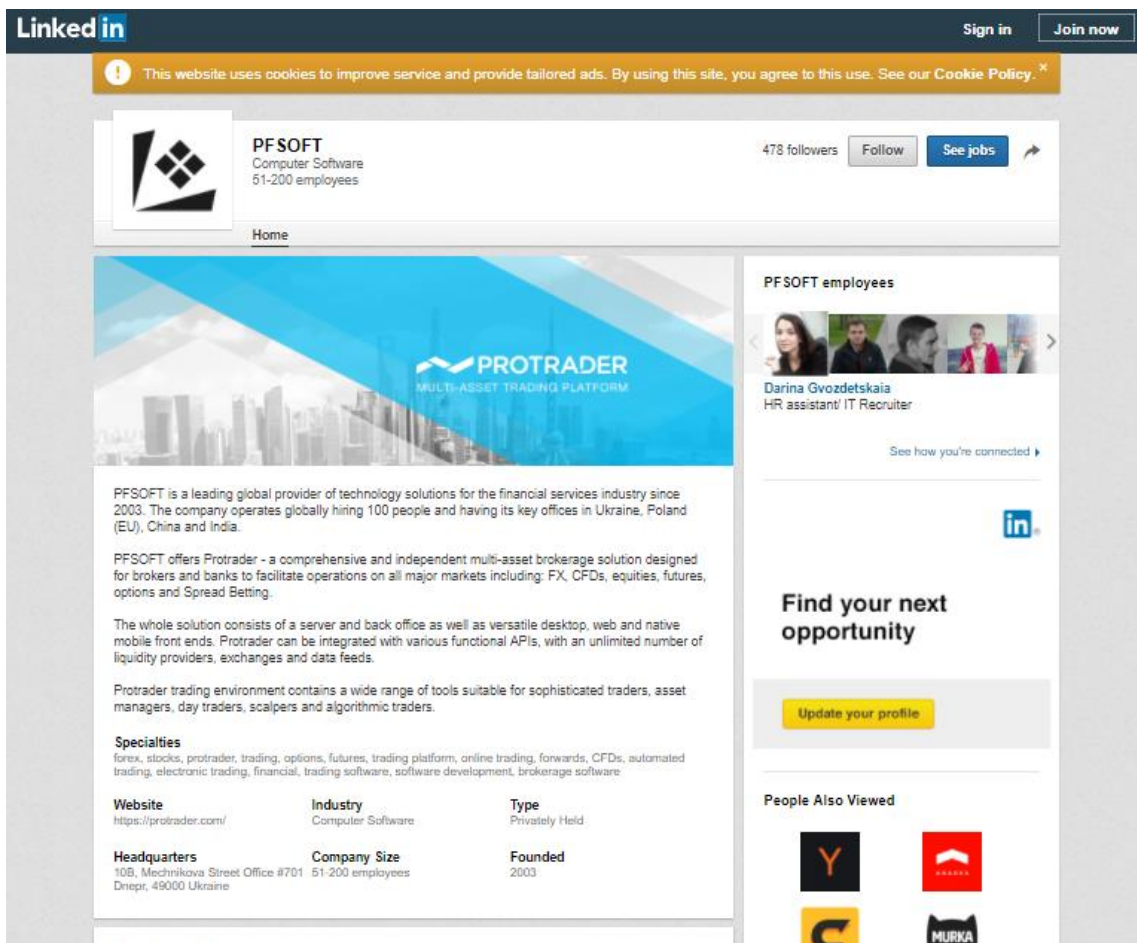 Linked in
Sign in
Join now
! This website uses cookies to improve service and provide tailored ads. By using this site, you agree to this use. See our Cookie Policy. ×
PFSOFT
Computer Software
51-200 employees
478 followers
Follow
See jobs
Home
PROTRADER
MULTI-ASSET TRADING PLATFORM
PFSOFT is a leading global provider of technology solutions for the financial services industry since
2003. The company operates globally hiring 100 people and having its key offices in Ukraine, Poland
(EU), China and India.
PFSOFT offers Protrader - a comprehensive and independent multi-asset brokerage solution designed
for brokers and banks to facilitate operations on all major markets including: FX, CFDs, equities, futures,
options and Spread Betting.
The whole solution consists of a server and back office as well as versatile desktop, web and native
mobile front ends. Protrader can be integrated with various functional APIs, with an unlimited number of
liquidity providers, exchanges and data feeds.
Protrader trading environment contains a wide range of tools suitable for sophisticated traders, asset
managers, day traders, scalpers and algorithmic traders.
Specialties
forex, stocks, protrader, trading, options, futures, trading platform, online trading, forwards, CFDs, automated
trading, electronic trading, financial, trading software, software development, brokerage software
Website
https://protrader.com/
Industry
Computer Software
Type
Privately Held
Headquarters
10B, Mechnikova Street Office #701
Dnepr, 49000 Ukraine
Company Size
51-200 employees
Founded
2003
PFSOFT employees
Darina Gvozdetskaia
HR assistant/ IT Recruiter
See how you're connected
in
Find your next
opportunity
Update your profile
People Also Viewed
Y
MURKA